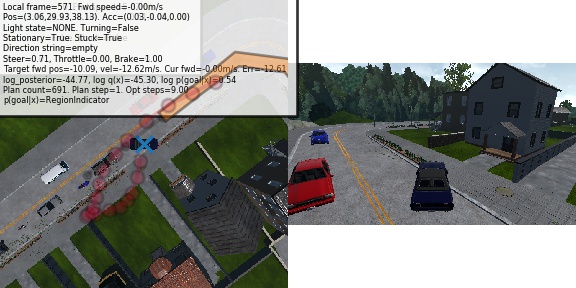 Local frame=571. Fwd speed=-0.00m/s
Pos=(3.06,29.93,38.13). Acc=(0.03,-0.04,0.00)
Light state=NONE. Turning=False
Stationary=True. Stuck=True
Direction string=empty
Steer=0.71, Throttle=0.00, Brake=1.00
Target fwd pos=-10.09, vel=-12.62m/s. Cur fwd=-0.00m/s. Err=-12.61
log_posterior=-44.77, log q(x)=-45.30, log p(goal|x)=0.54
Plan count=691. Plan step=1. Opt steps=9.00
p(goal|x)=RegionIndicator